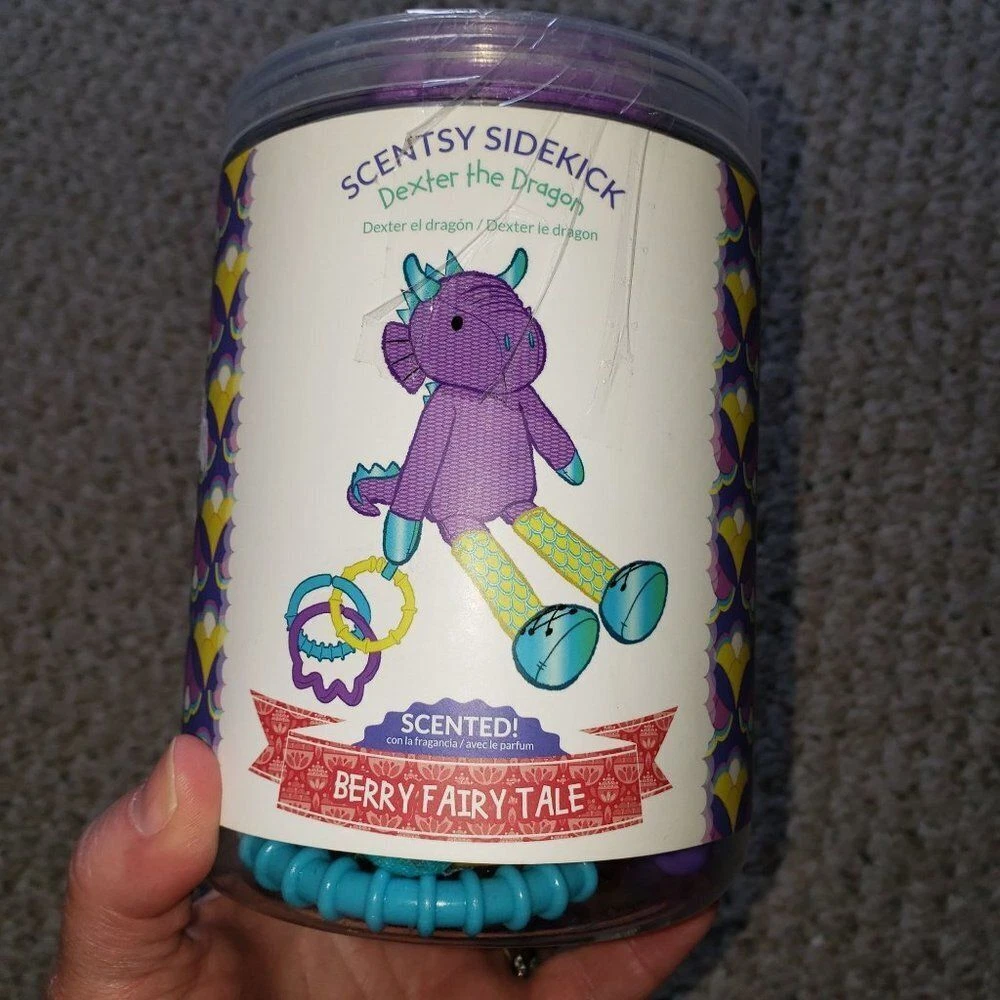 SCENTSY SIDEKICK
Dexter the Dragon
Dexter el dragón / Dexter le dragon
SCENTED!
con la fragancia / avec le parfum
BERRY FAIRY TALE